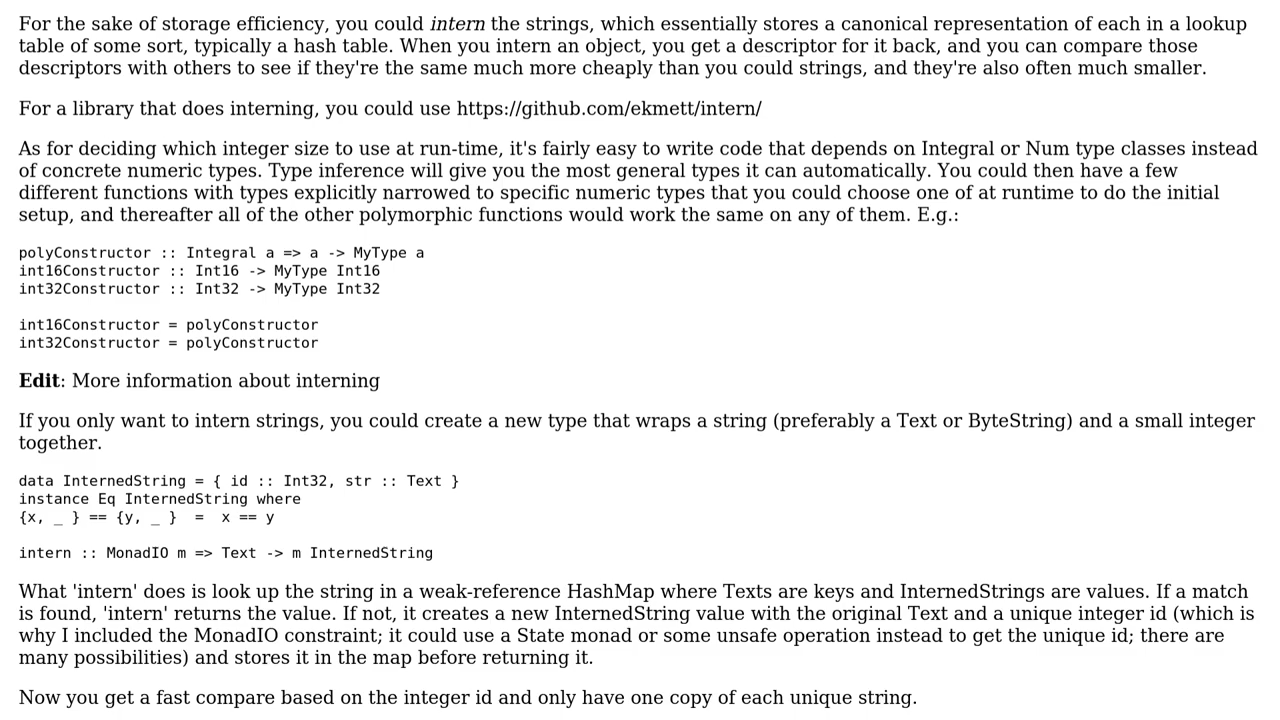 For the sake of storage efficiency, you could intern the strings, which essentially stores a canonical representation of each in a lookup
table of some sort, typically a hash table. When you intern an object, you get a descriptor for it back, and you can compare those
descriptors with others to see if they're the same much more cheaply than you could strings, and they're also often much smaller.
For a library that does interning, you could use https://github.com/ekmett/intern/
As for deciding which integer size to use at run-time, it's fairly easy to write code that depends on Integral or Num type classes instead
of concrete numeric types. Type inference will give you the most general types it can automatically. You could then have a few
different functions with types explicitly narrowed to specific numeric types that you could choose one of at runtime to do the initial
setup, and thereafter all of the other polymorphic functions would work the same on any of them. E.g.:
polyConstructor :: Integral a => a -> MyType a
int16Constructor :: Int16 -> MyType Int16
int32Constructor :: Int32 -> MyType Int32
int16Constructor = polyConstructor
int32Constructor = polyConstructor
Edit: More information about interning
If you only want to intern strings, you could create a new type that wraps a string (preferably a Text or ByteString) and a small integer
together.
data InternedString = { id :: Int32, str :: Text }
instance Eq InternedString where
{x, _ } == {y, _ }  =  x == y
intern :: MonadIO m => Text -> m InternedString
What 'intern' does is look up the string in a weak-reference HashMap where Texts are keys and InternedStrings are values. If a match
is found, 'intern' returns the value. If not, it creates a new InternedString value with the original Text and a unique integer id (which is
why I included the MonadIO constraint; it could use a State monad or some unsafe operation instead to get the unique id; there are
many possibilities) and stores it in the map before returning it.
Now you get a fast compare based on the integer id and only have one copy of each unique string.